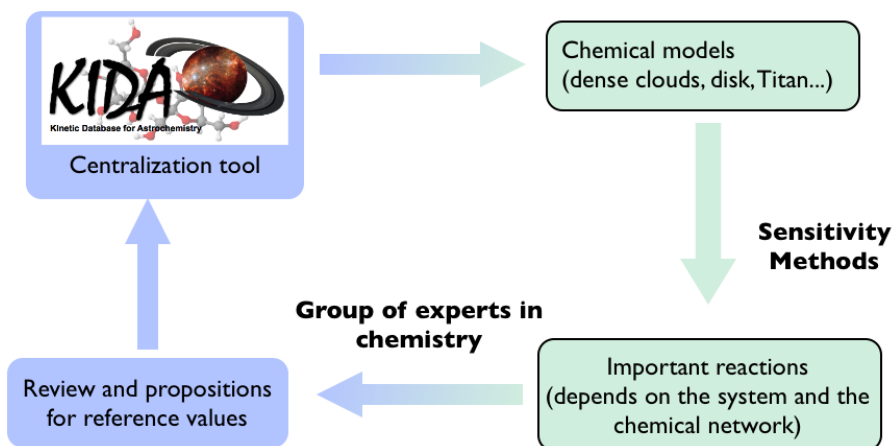 KIDA
KInetic Database for Astrochemistry
Centralization tool
Chemical models
(dense clouds, disk, Titan...)
Sensitivity
Methods
Important reactions
(depends on the system and the
chemical network)
Group of experts in
chemistry
Review and propositions
for reference values